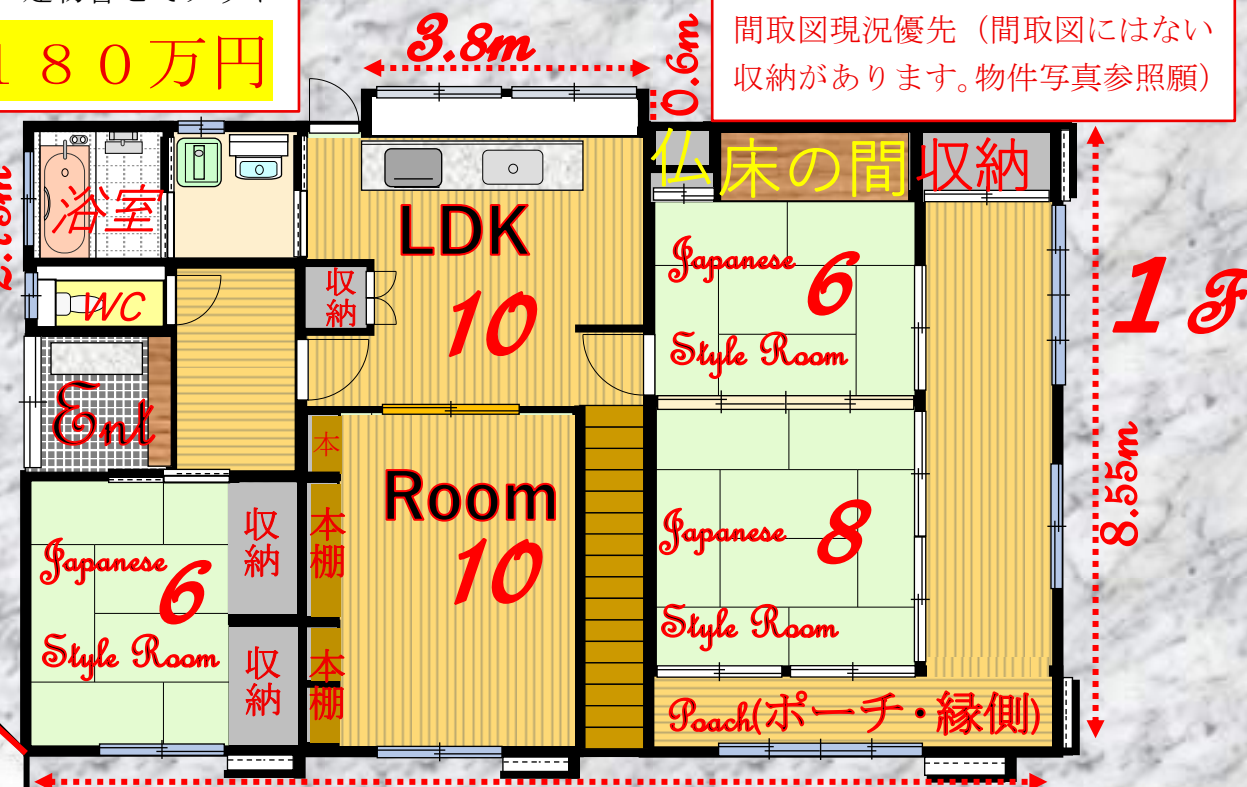 １８０万円
間取図現況優先（間取図にはない
収納があります。物件写真参照願）
3.8m
0.6m
浴室
LDK
10
仏
床の間
収納
Japanese
6
Style Room
1 F
WC
収納
Ent
8.55m
本
Room
10
Japanese
8
Style Room
Japanese
6
Style Room
収納
収納
本棚
本棚
Poach(ポーチ・縁側)